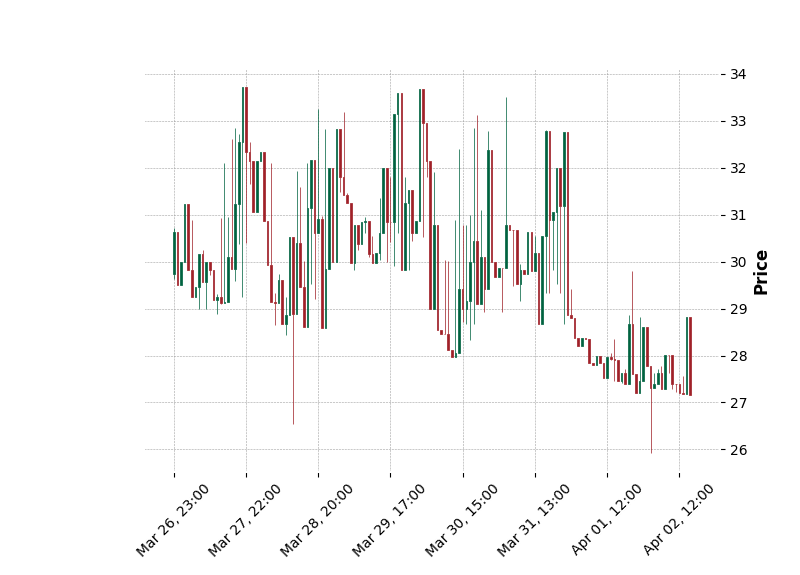 34
33
32
31
30
29
28
27
26
Price
Mar 26, 23:00
Mar 27, 22:00
Mar 28, 20:00
Mar 29, 17:00
Mar 30, 15:00
Mar 31, 13:00
Apr 01, 12:00
Apr 02, 12:00